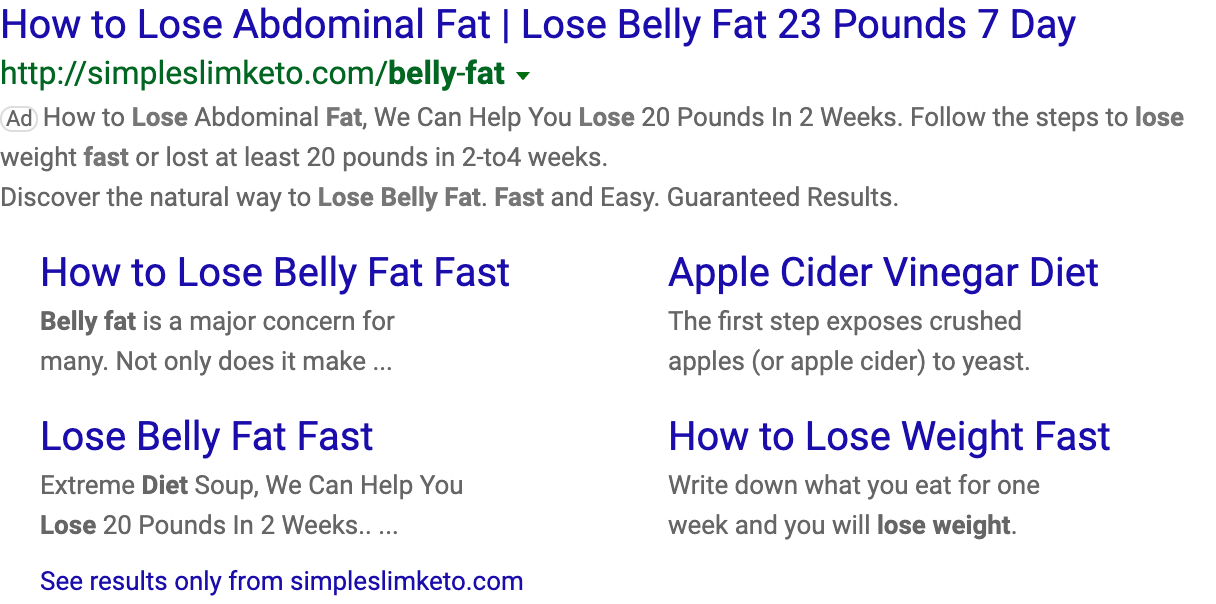 How to Lose Abdominal Fat | Lose Belly Fat 23 Pounds 7 Day
http://simpleslimketo.com/belly-fat
Ad How to Lose Abdominal Fat, We Can Help You Lose 20 Pounds In 2 Weeks. Follow the steps to lose
weight fast or lost at least 20 pounds in 2-to4 weeks.
Discover the natural way to Lose Belly Fat. Fast and Easy. Guaranteed Results.
How to Lose Belly Fat Fast
Belly fat is a major concern for
many. Not only does it make ...
Apple Cider Vinegar Diet
The first step exposes crushed
apples (or apple cider) to yeast.
Lose Belly Fat Fast
Extreme Diet Soup, We Can Help You
Lose 20 Pounds In 2 Weeks.. ...
How to Lose Weight Fast
Write down what you eat for one
week and you will lose weight.
See results only from simpleslimketo.com